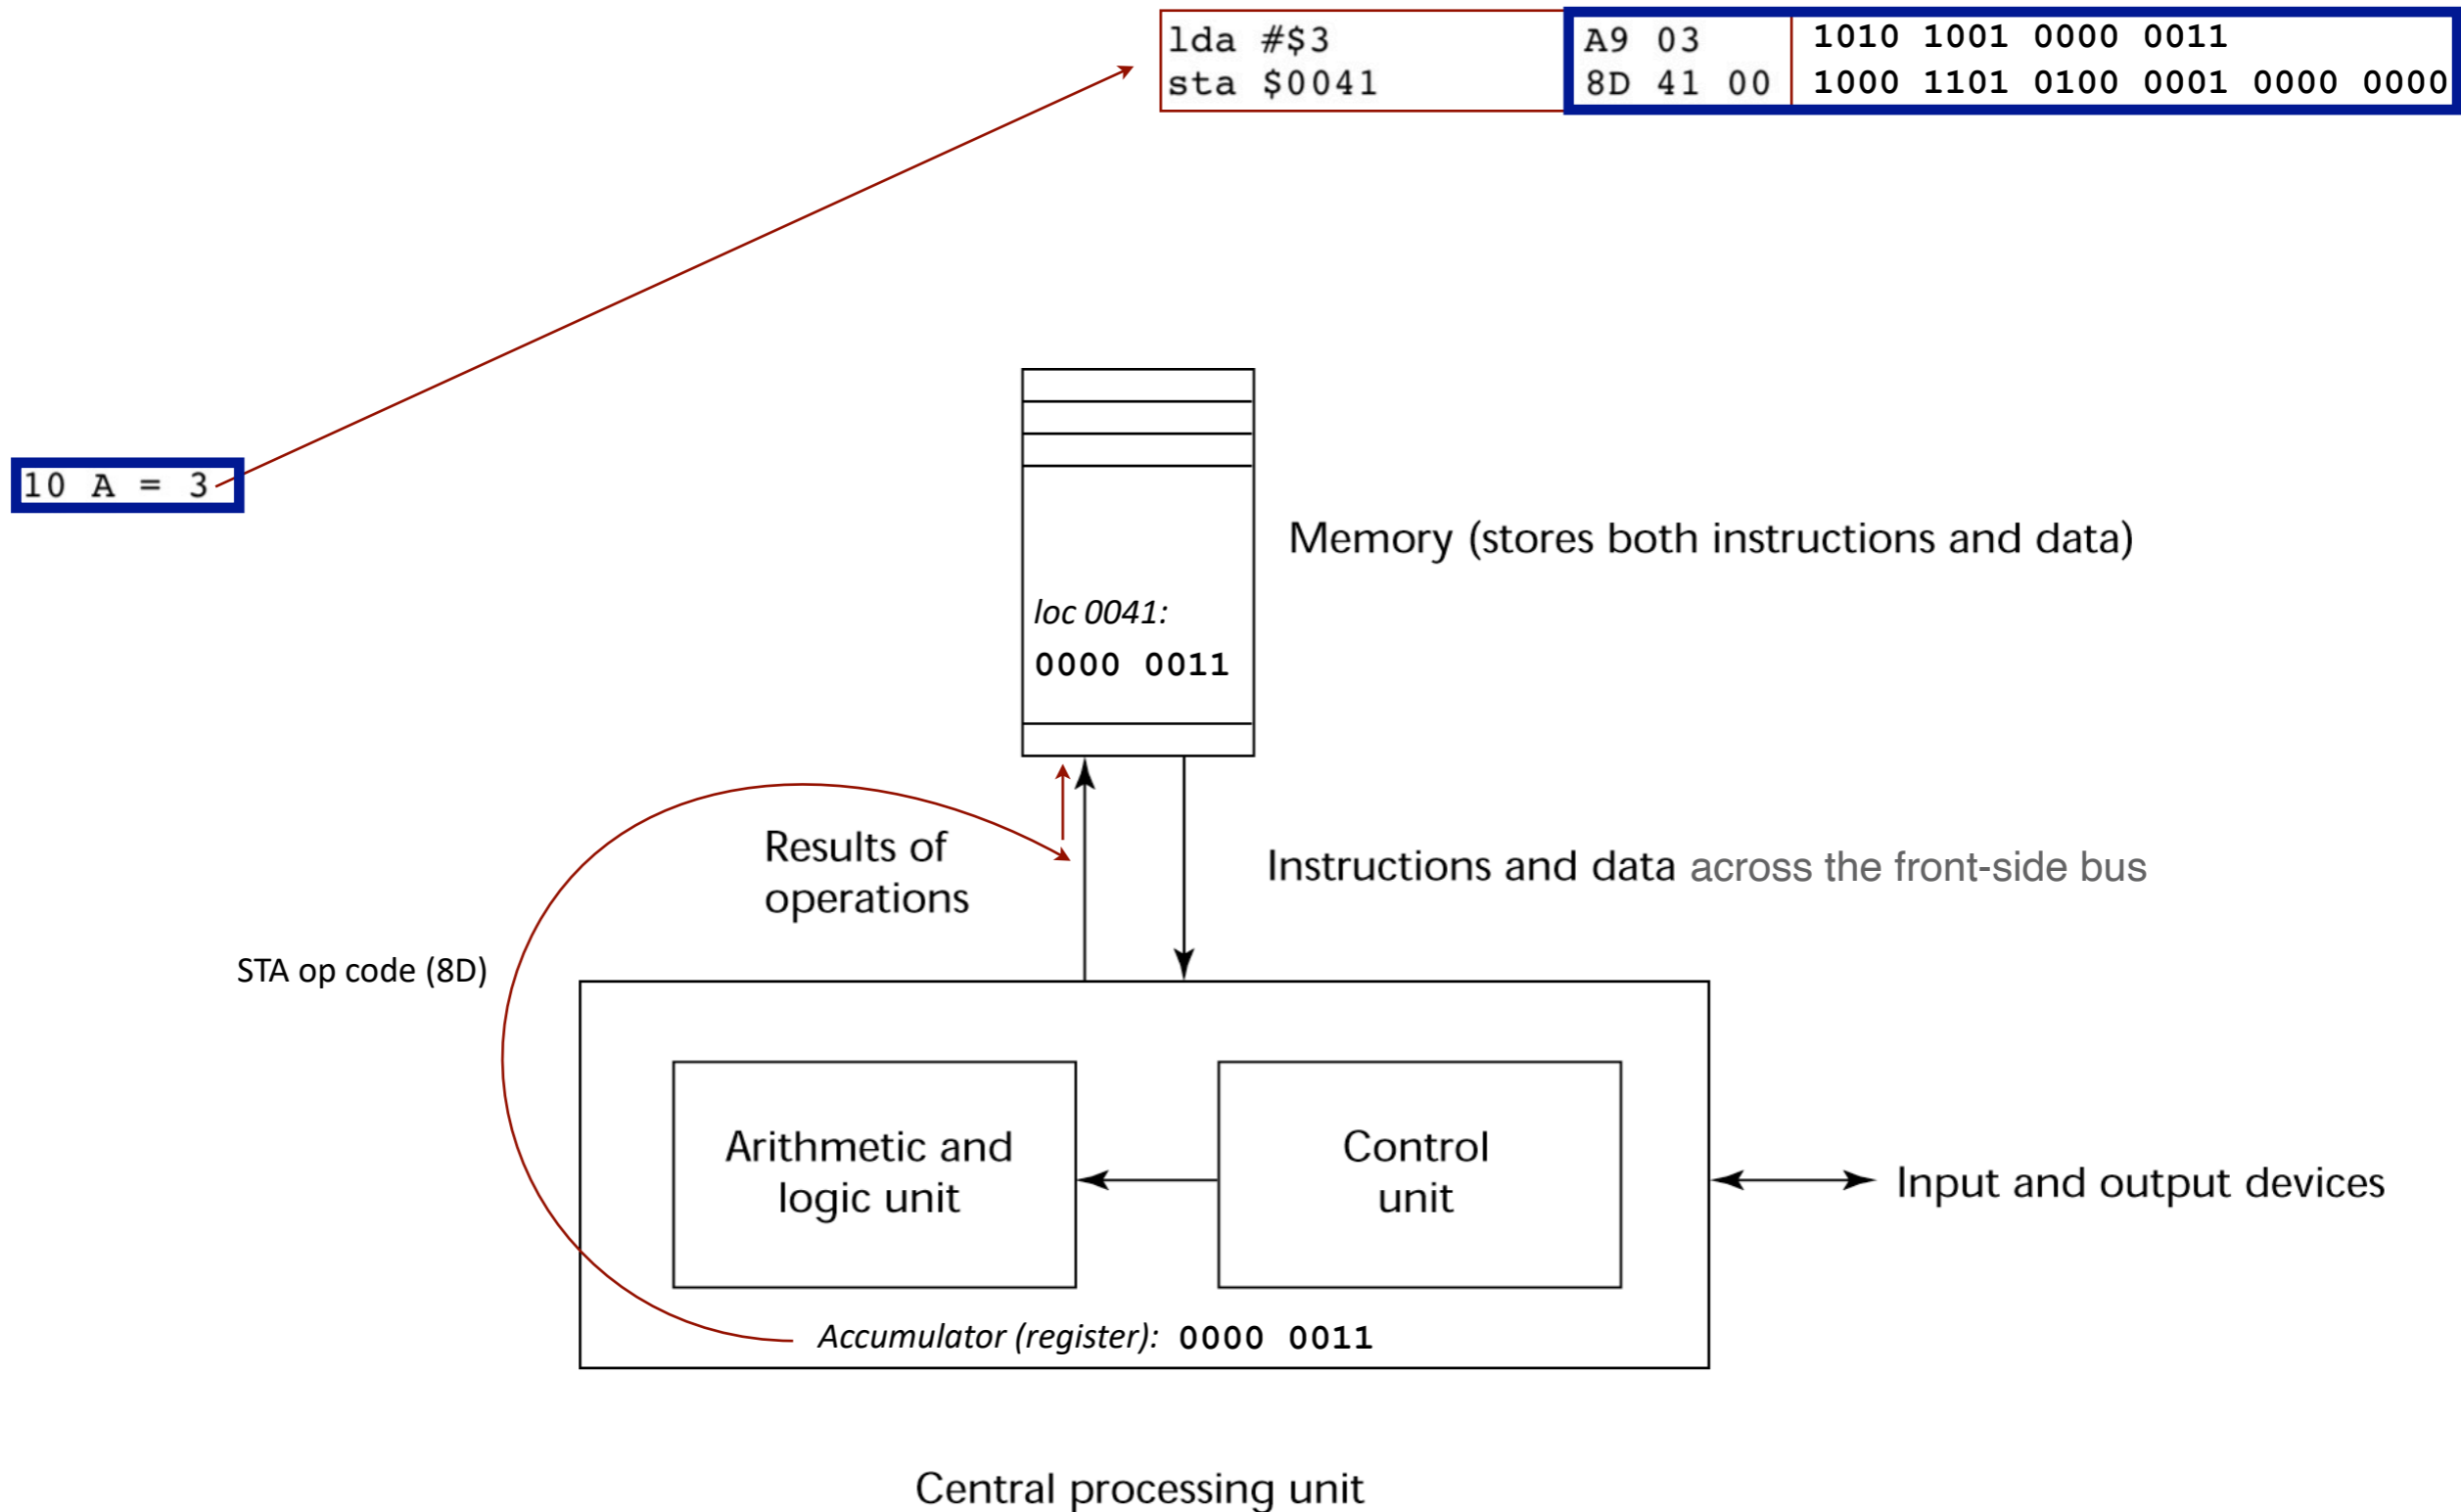 lda #$3 A9 03 1010 1001 0000 0011
sta $0041 8D 41 00 1000 1101 0100 0001 0000 0000
10 A = 3
Memory (stores both instructions and data)
loc 0041:
0000 0011
Results of
operations
Instructions and data across the front-side bus
STA op code (8D)
Arithmetic and
logic unit
Control
unit
Input and output devices
Accumulator (register): 0000 0011
Central processing unit